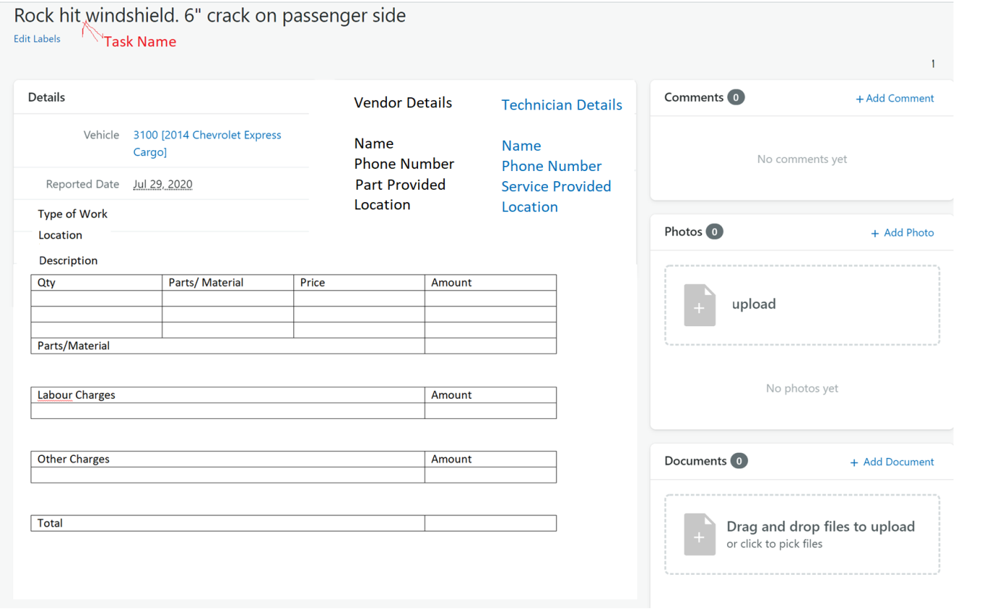 Rock hit windshield. 6" crack on passenger side
Edit Labels
Task Name
1
Details
Vehicle 3100 [2014 Chevrolet Express
Cargo]
Reported Date Jul 29, 2020
Type of Work
Location
Description
Vendor Details
Name
Phone Number
Part Provided
Location
Technician Details
Name
Phone Number
Service Provided
Location
Qty Parts/ Material Price Amount
Parts/Material
Labour Charges Amount
Other Charges Amount
Total
Comments 0 + Add Comment
No comments yet
Photos 0 + Add Photo
upload
No photos yet
Documents 0 + Add Document
Drag and drop files to upload
or click to pick files